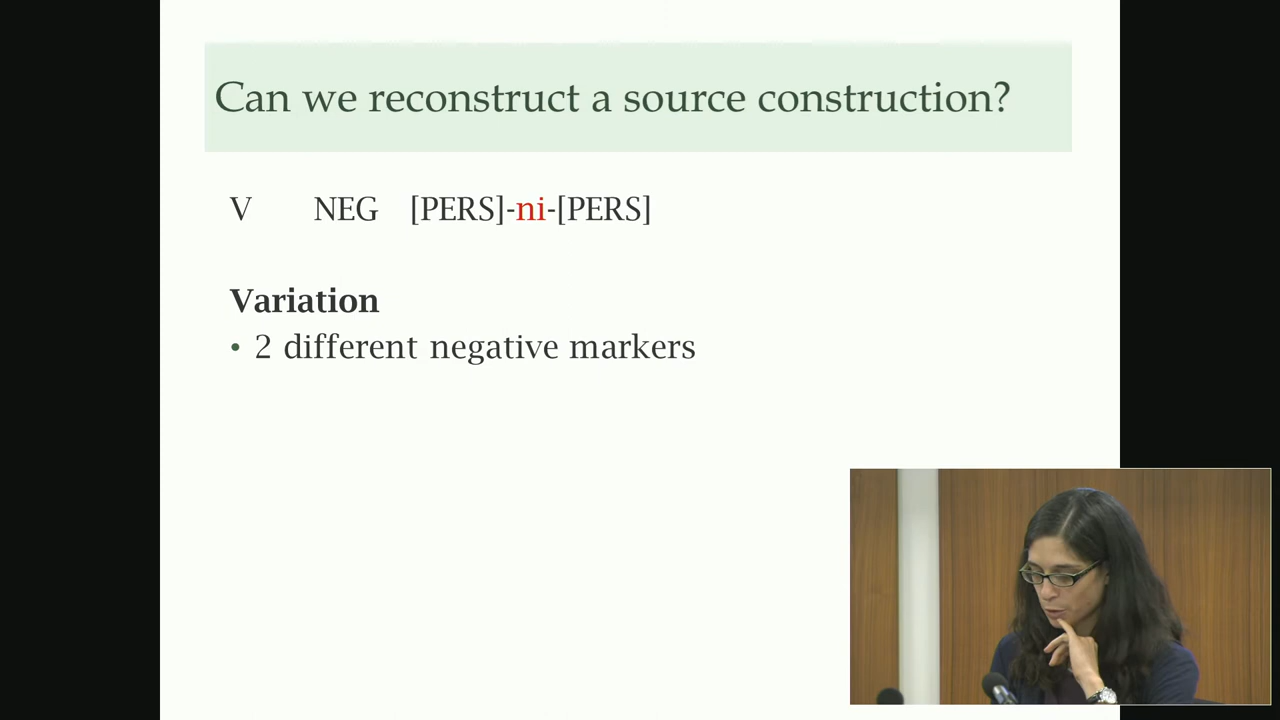 Can we reconstruct a source construction?
V NEG [PERS]-ni-[PERS]
Variation
• 2 different negative markers